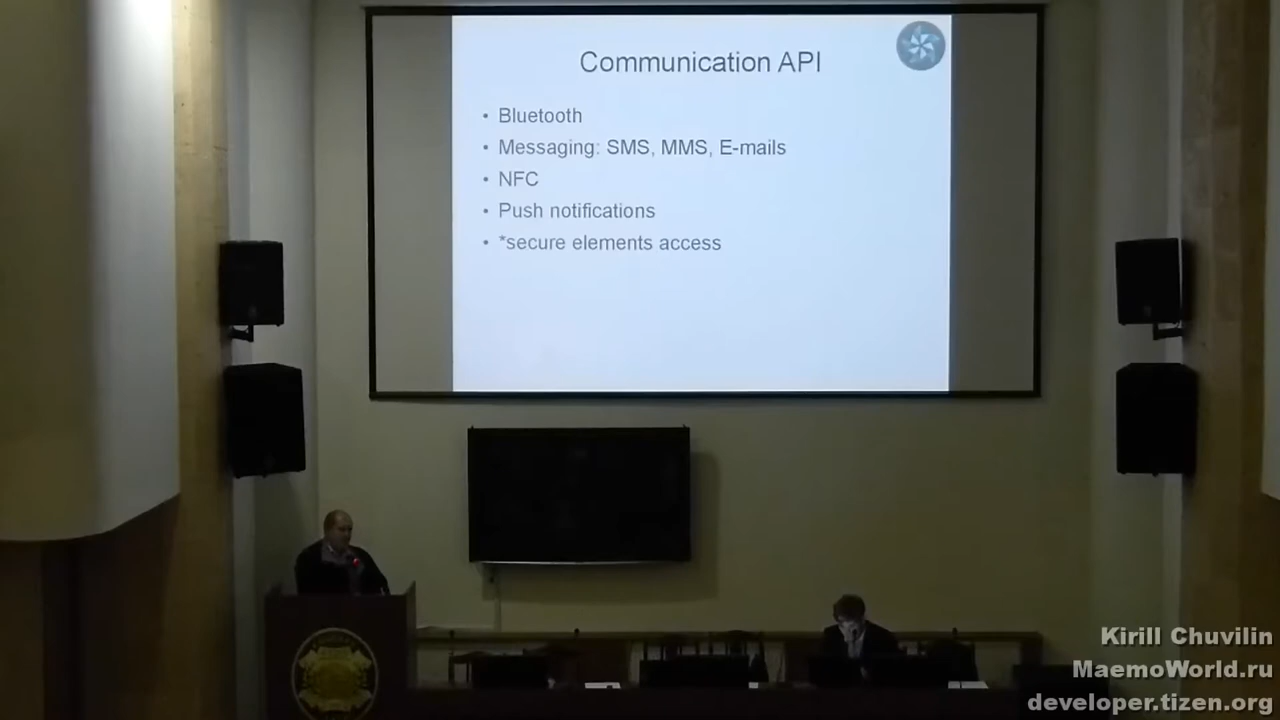 Communication API
• Bluetooth
• Messaging: SMS, MMS, E-mails
• NFC
• Push notifications
• *secure elements access
Kirill Chuvilin
MaemoWorld.ru
developer.tizen.org